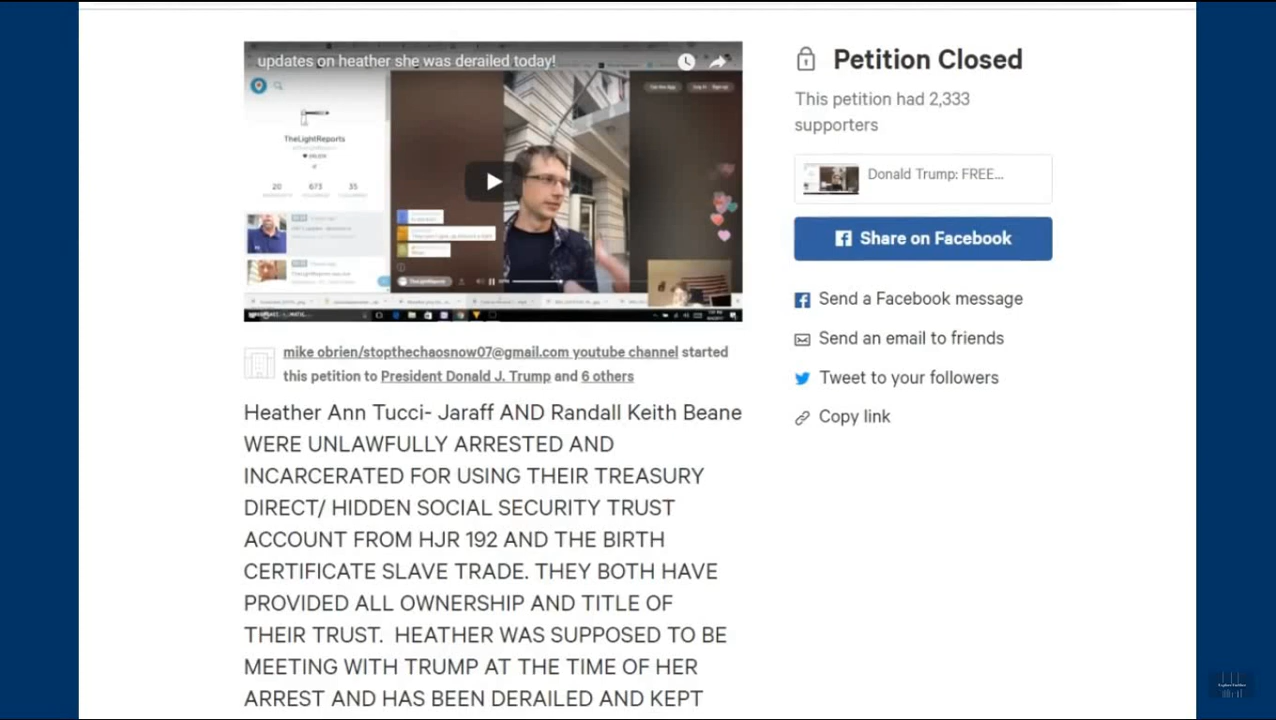 updates on heather she was derailed today!
TheLightReports
20 673 35
TheLightReports
Petition Closed
This petition had 2,333
supporters
Donald Trump: FREE...
Share on Facebook
Send a Facebook message
Send an email to friends
Tweet to your followers
Copy link
mike obrien/stopthechaosnow07@gmail.com youtube channel started
this petition to President Donald J. Trump and 6 others
Heather Ann Tucci- Jaraff AND Randall Keith Beane
WERE UNLAWFULLY ARRESTED AND
INCARCERATED FOR USING THEIR TREASURY
DIRECT/ HIDDEN SOCIAL SECURITY TRUST
ACCOUNT FROM HJR 192 AND THE BIRTH
CERTIFICATE SLAVE TRADE. THEY BOTH HAVE
PROVIDED ALL OWNERSHIP AND TITLE OF
THEIR TRUST. HEATHER WAS SUPPOSED TO BE
MEETING WITH TRUMP AT THE TIME OF HER
ARREST AND HAS BEEN DERAILED AND KEPT